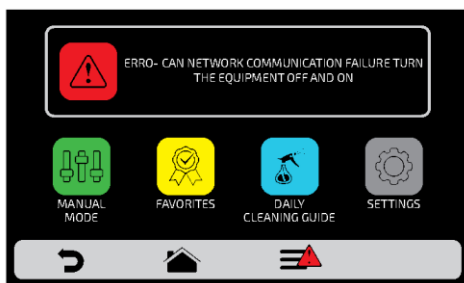 ERRO- CAN NETWORK COMMUNICATION FAILURE TURN
THE EQUIPMENT OFF AND ON
MANUAL
MODE
FAVORITES
DAILY
CLEANING GUIDE
SETTINGS